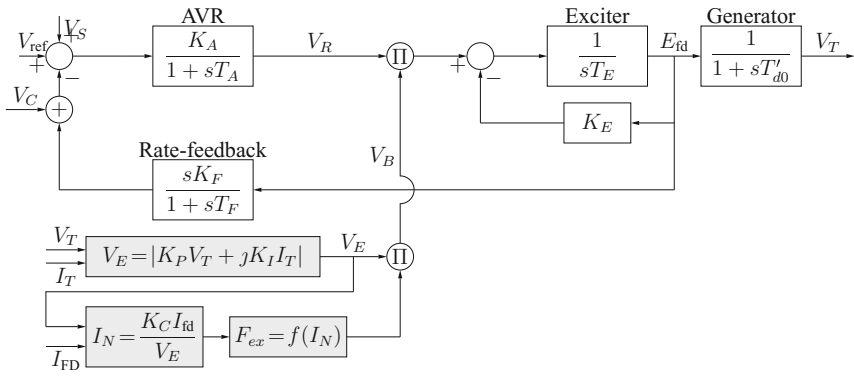 AVR
Exciter
Generator
V_S
V_ref
+
+
−
K_A / (1 + sT_A)
V_R
Π
+
−
1 / (sT_E)
E_fd
1 / (1 + sT′_d0)
V_T
V_C
+
K_E
Rate-feedback
V_B
sK_F / (1 + sT_F)
V_T
I_T
V_E = |K_P V_T + ȷK_I I_T|
V_E
Π
I_N = K_C I_fd / V_E
F_ex = f(I_N)
I_FD